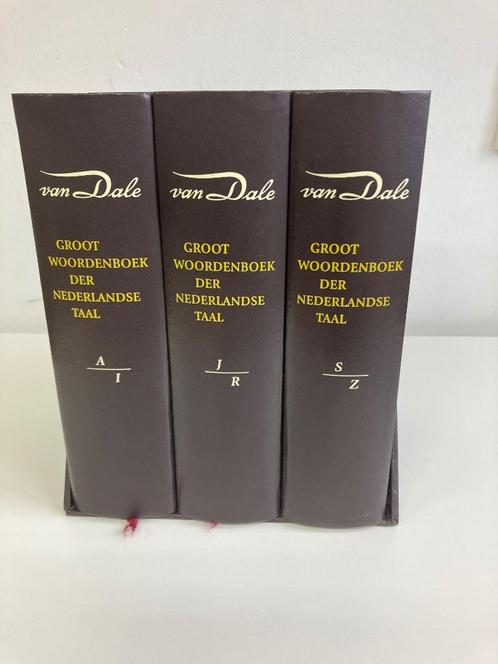 van Dale
GROOT
WOORDENBOEK
DER
NEDERLANDSE
TAAL
A
I
van Dale
GROOT
WOORDENBOEK
DER
NEDERLANDSE
TAAL
J
R
van Dale
GROOT
WOORDENBOEK
DER
NEDERLANDSE
TAAL
S
Z